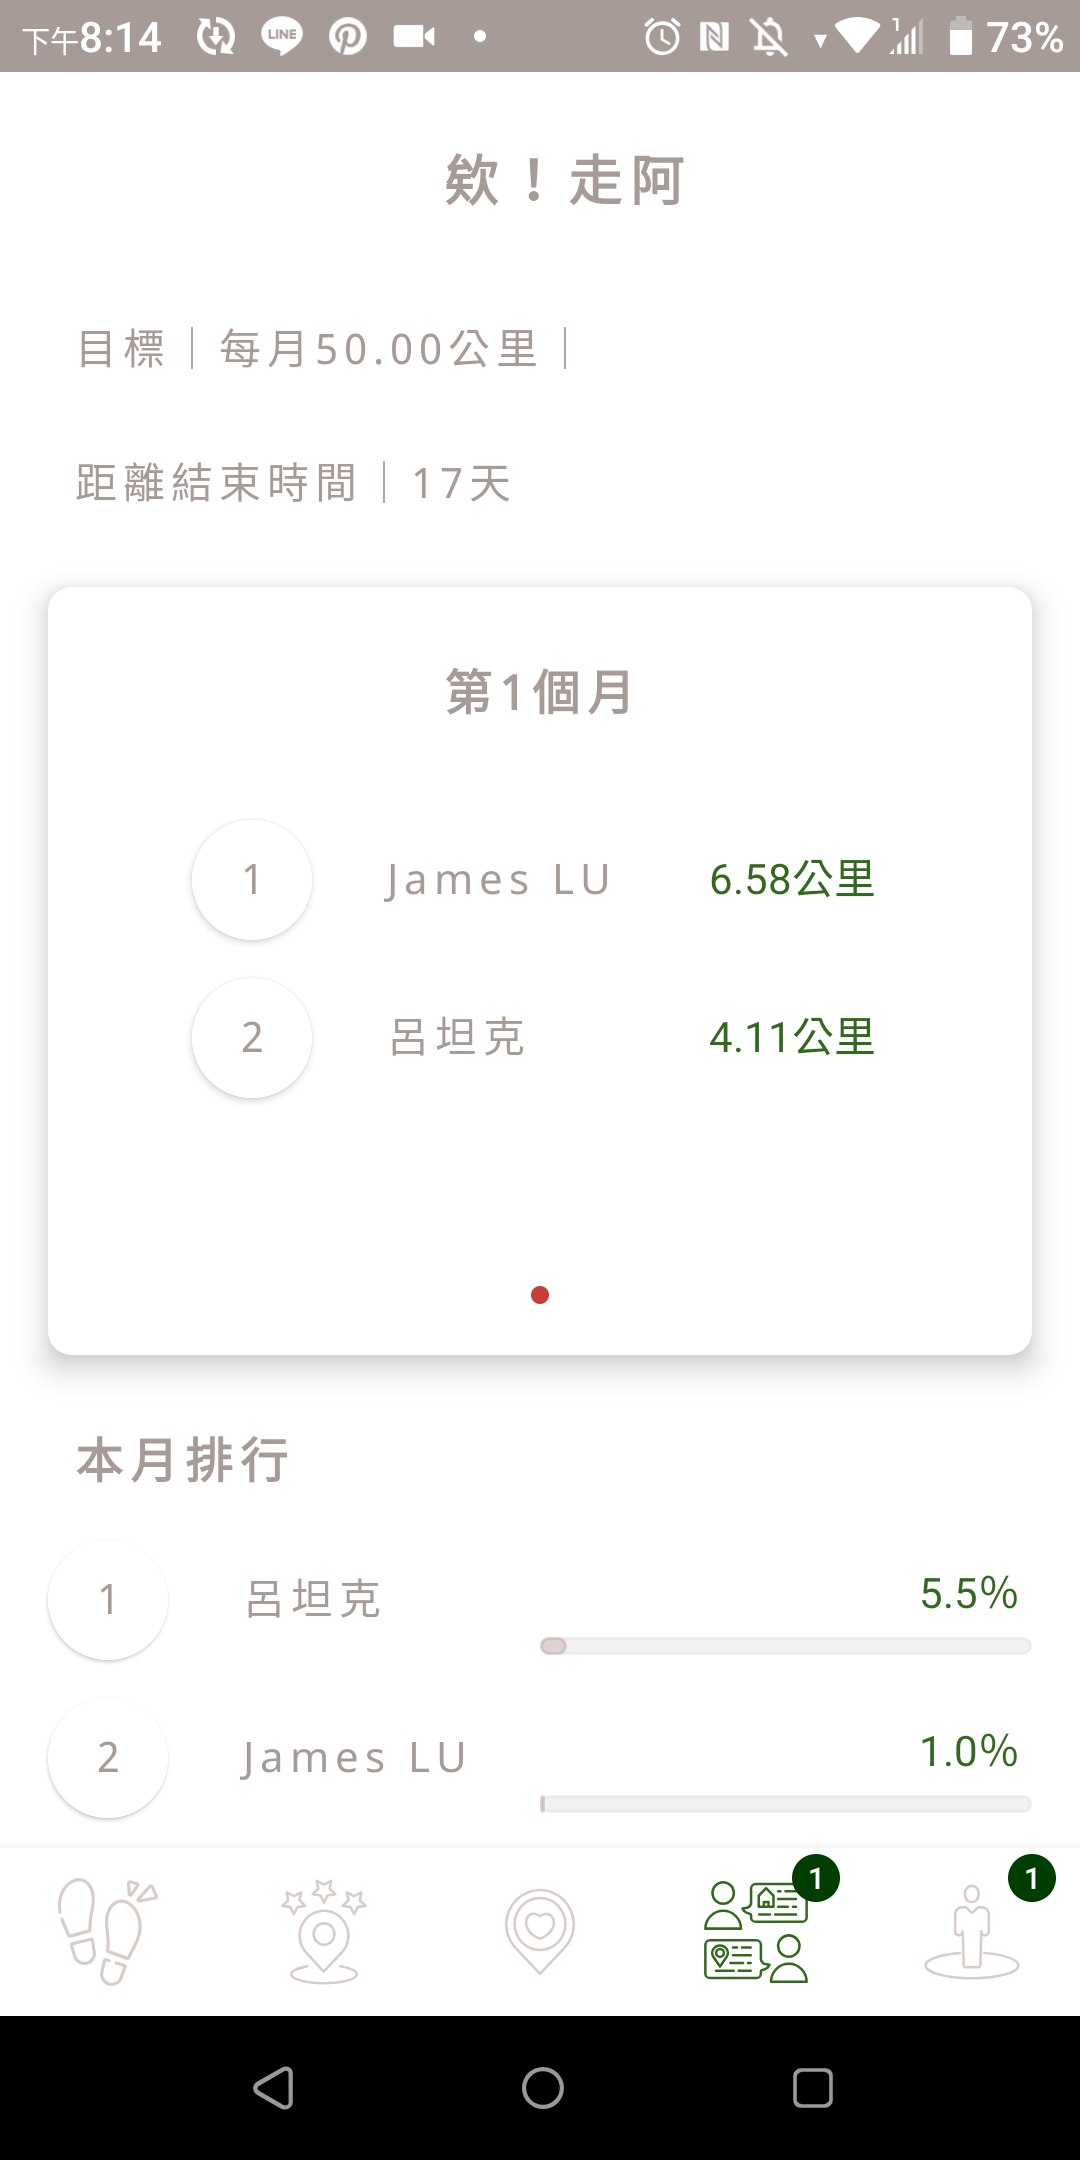 下午8:14 LINE 1 73%
欸！走阿
目標｜每月50.00公里｜
距離結束時間｜17天
第1個月
1 James LU 6.58公里
2 呂坦克 4.11公里
本月排行
1 呂坦克 5.5%
2 James LU 1.0%
1 1